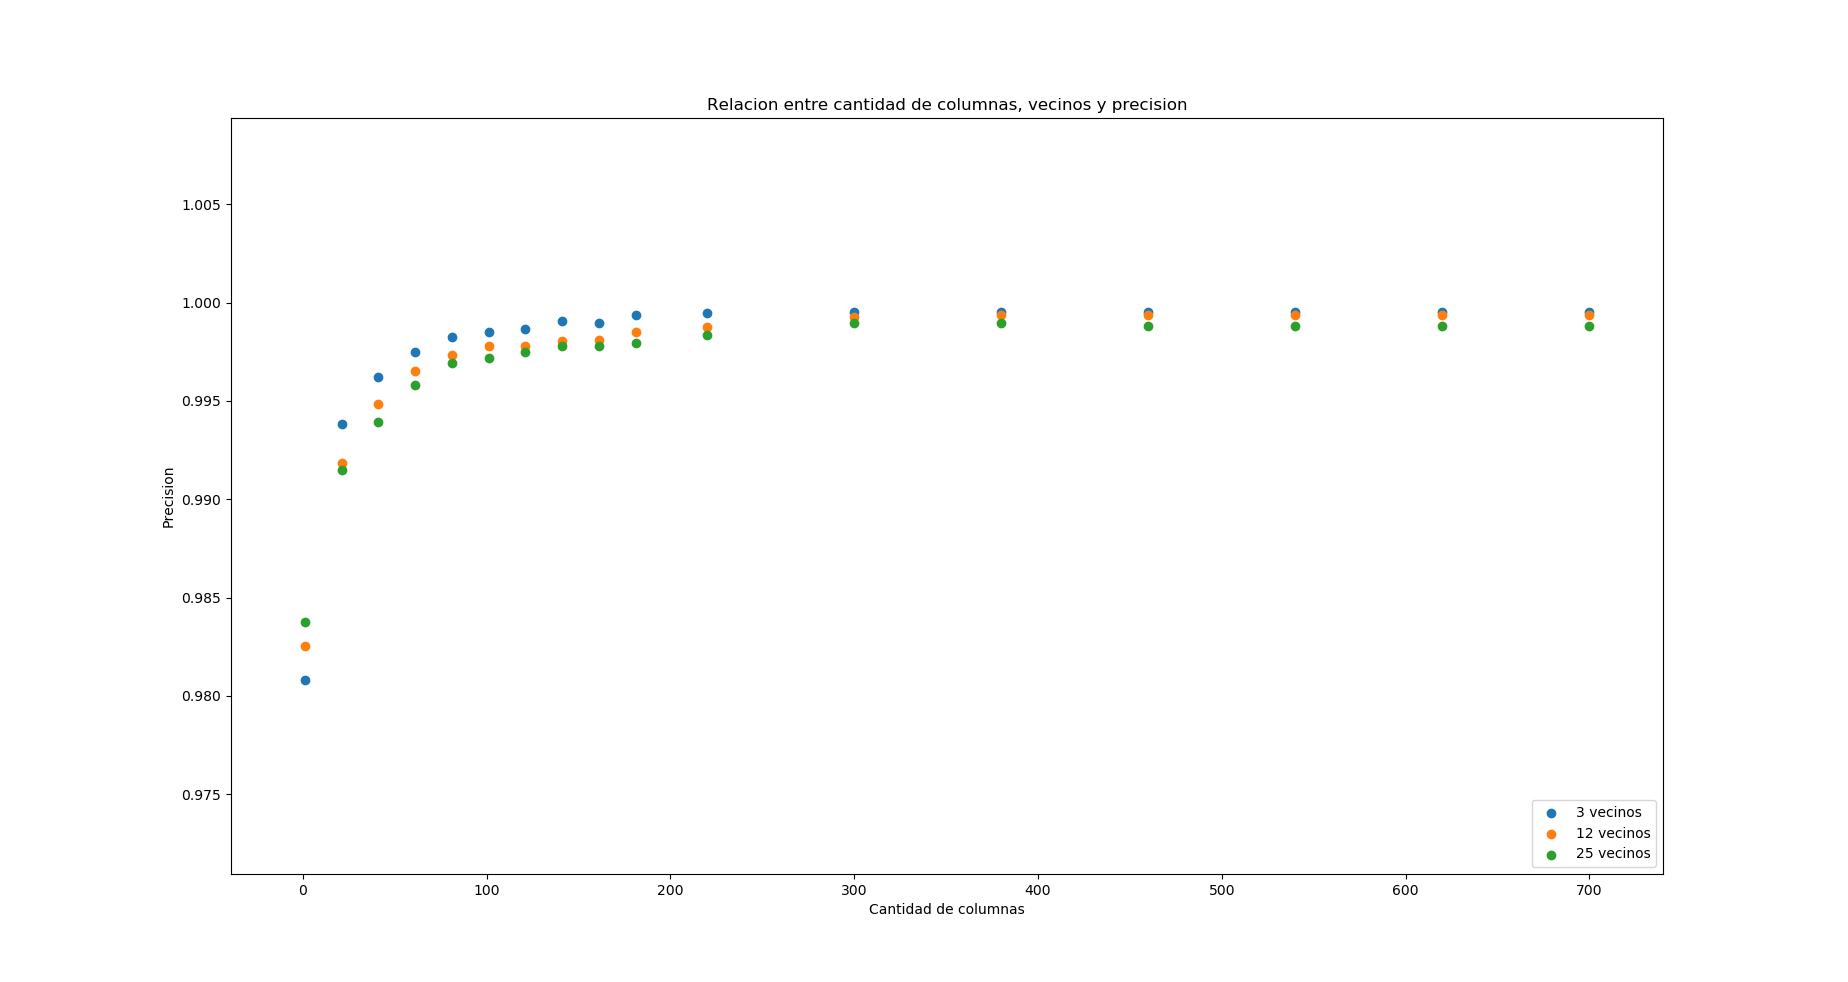 Relacion entre cantidad de columnas, vecinos y precision
1.005
1.000
0.995
0.990
0.985
0.980
0.975
Precision
0 100 200 300 400 500 600 700
Cantidad de columnas
3 vecinos
12 vecinos
25 vecinos